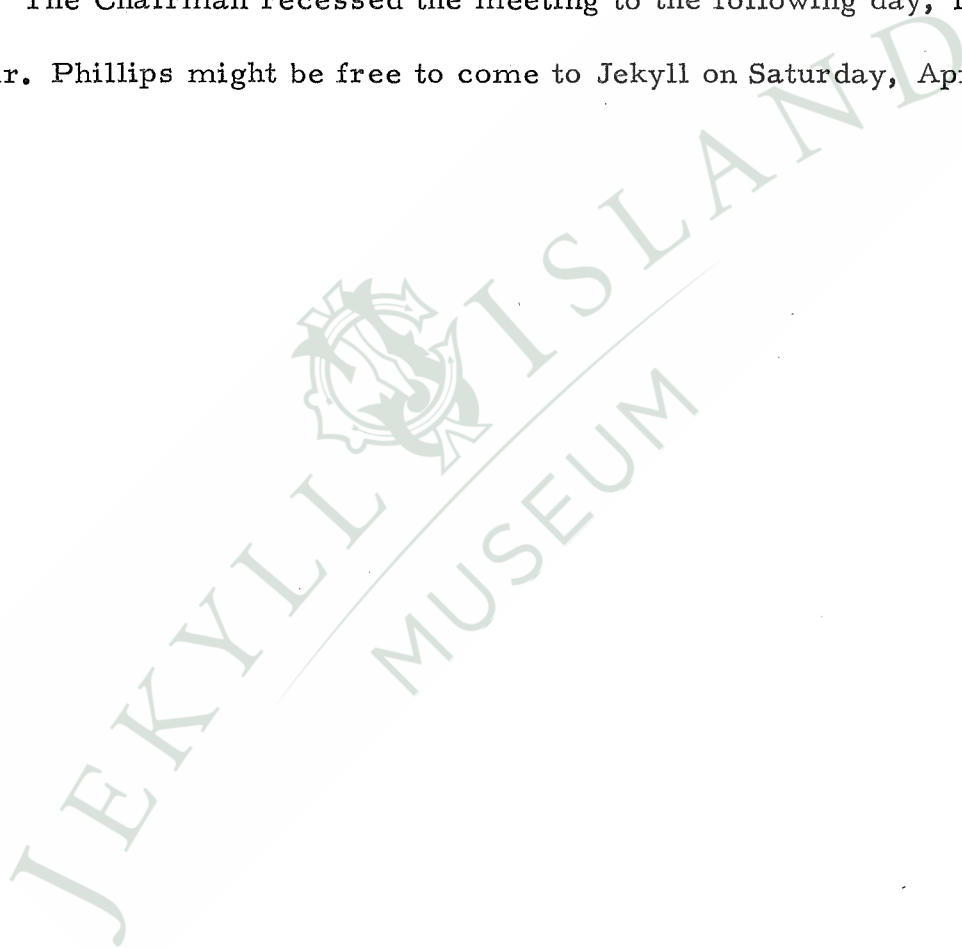 The Chairman recessed the meeting to the following day,
r. Phillips might be free to come to Jekyll on Saturday, Ap
JEKYLL ISLAND
MUSEUM